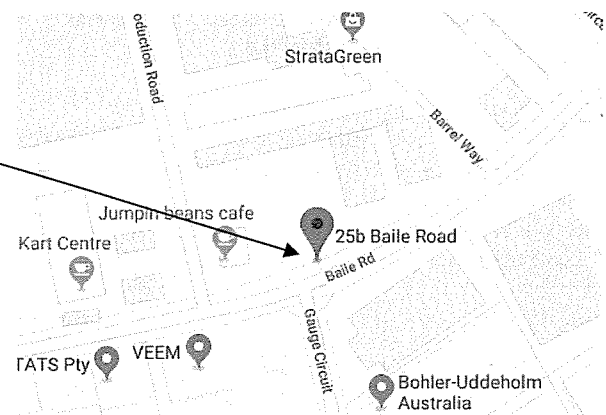 oduction Road
StrataGreen
Barrel Way
Jumpin beans cafe
25b Baile Road
Kart Centre
Baile Rd
TATS Pty
VEEM
Gauge Circuit
Bohler-Uddeholm
Australia